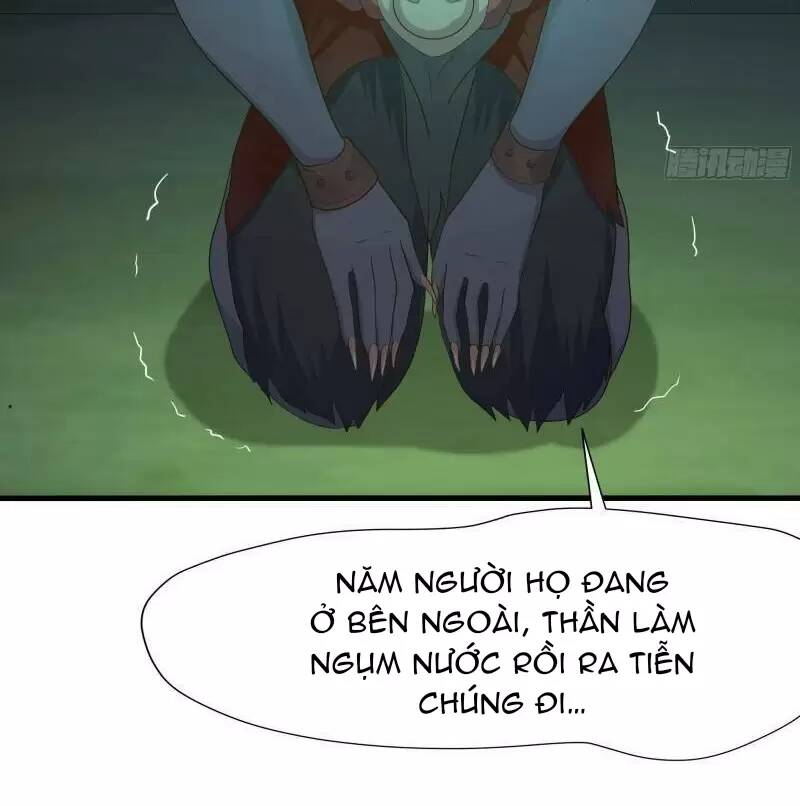 腾讯动漫
NĂM NGƯỜI HỌ ĐANG
Ở BÊN NGOÀI, THẦN LÀM
NGỤM NƯỚC RỒI RA TIỄN
CHÚNG ĐI...